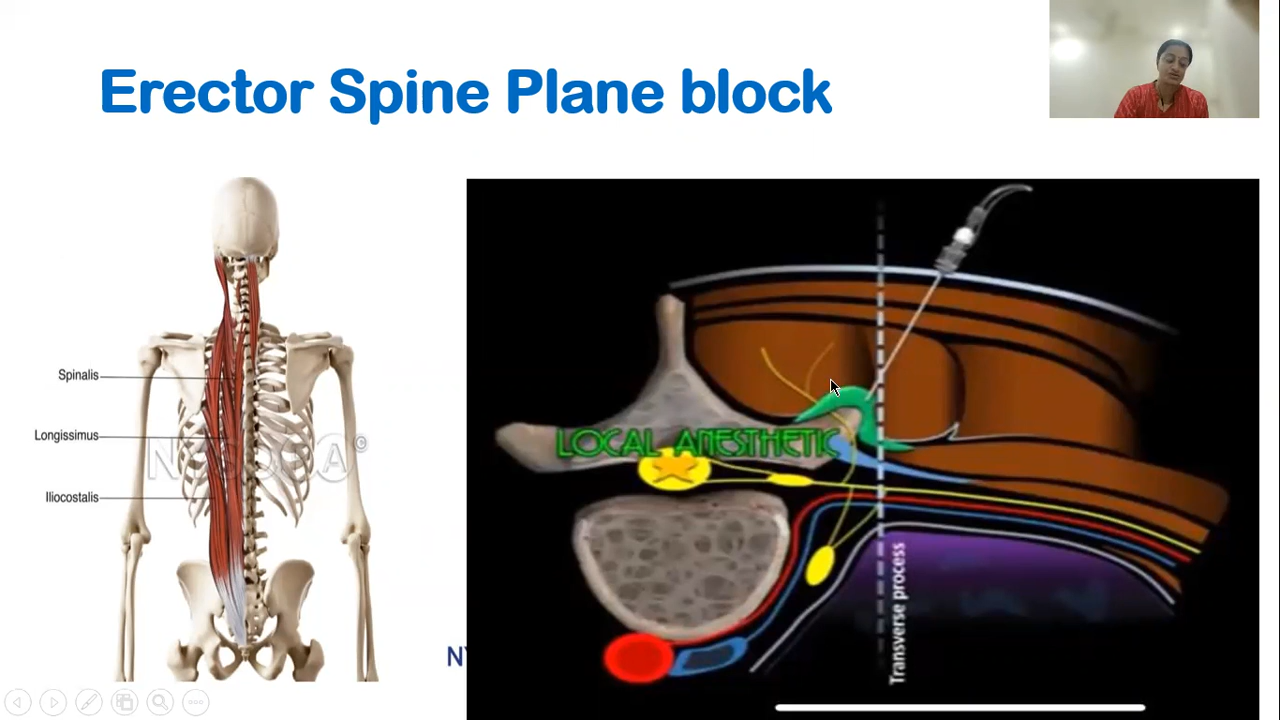 Erector Spine Plane block
Spinalis
Longissimus
Iliocostalis
NYSORA©
LOCAL ANESTHETIC
Transverse process